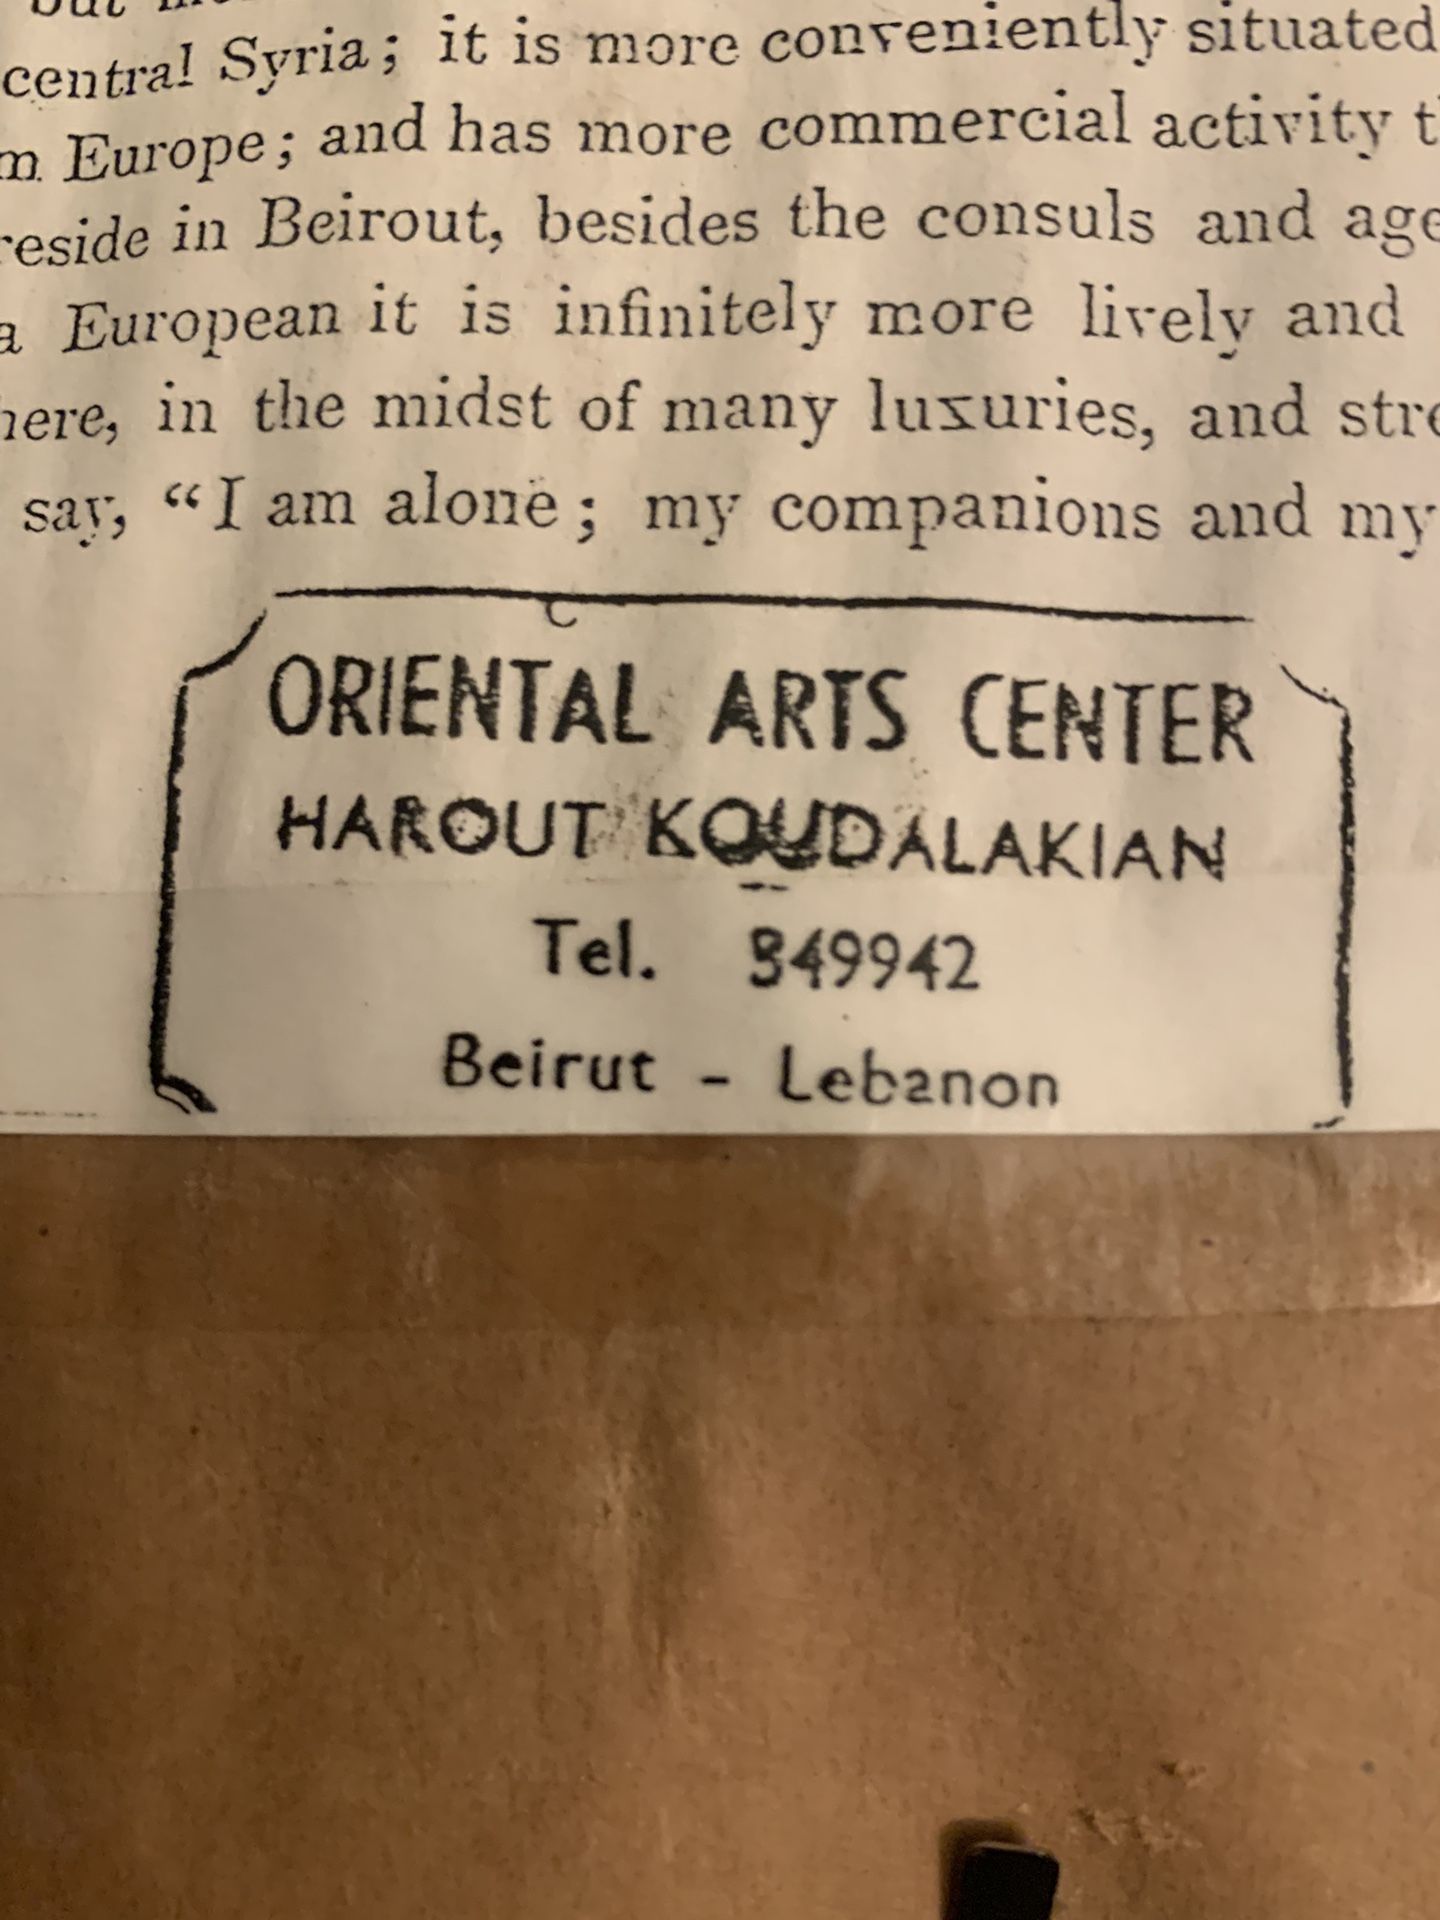 central Syria; it is more conveniently situated
Europe; and has more commercial activity
reside in Beirout, besides the consuls and
a European it is infinitely more lively and
in the midst of many luxuries, and
say, “I am alone; my companions and my
ORIENTAL ARTS CENTER
HAROUT KOUDALAKIAN
Tel. 349942
Beirut - Lebanon